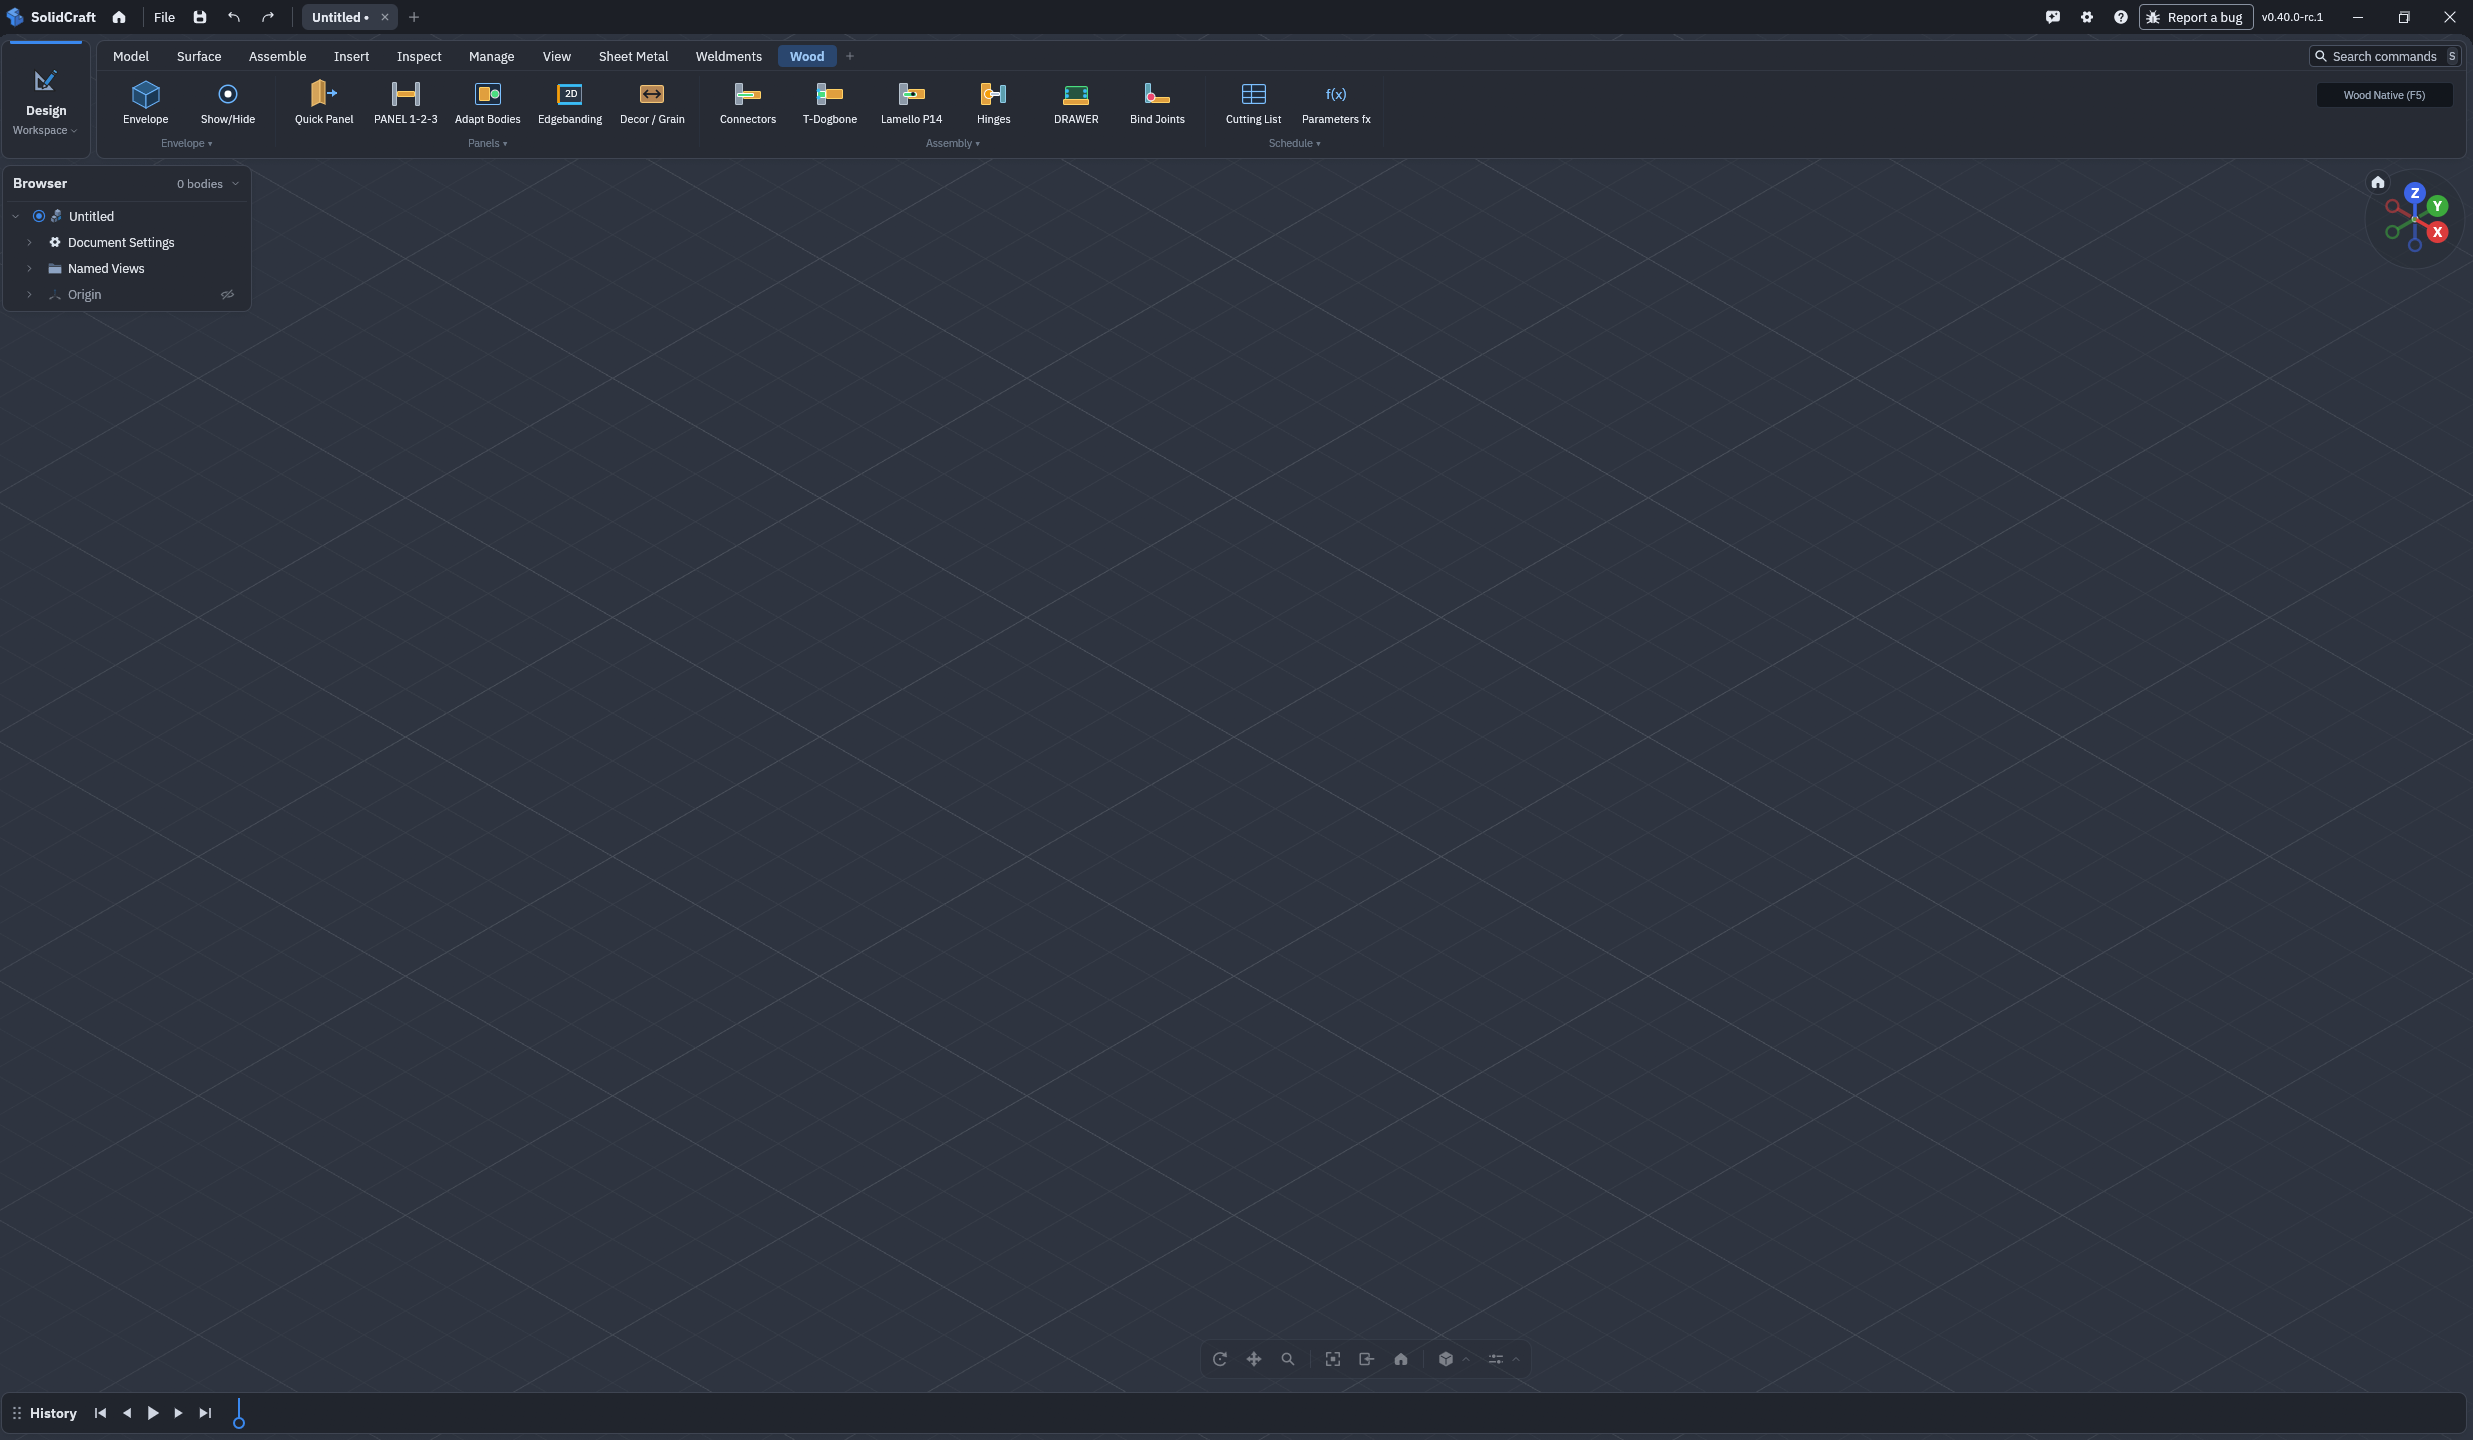 SolidCraft File Untitled • Report a bug v0.40.0-rc.1
Model Surface Assemble Insert Inspect Manage View Sheet Metal Weldments Wood Search commands S
Design
Workspace
2D f(x) Wood Native (F5)
Envelope Show/Hide Quick Panel PANEL 1-2-3 Adapt Bodies Edgebanding Decor / Grain Connectors T-Dogbone Lamello P14 Hinges DRAWER Bind Joints Cutting List Parameters fx
Envelope Panels Assembly Schedule
Browser 0 bodies
Untitled
Document Settings
Named Views
Origin
Z
Y
X
History